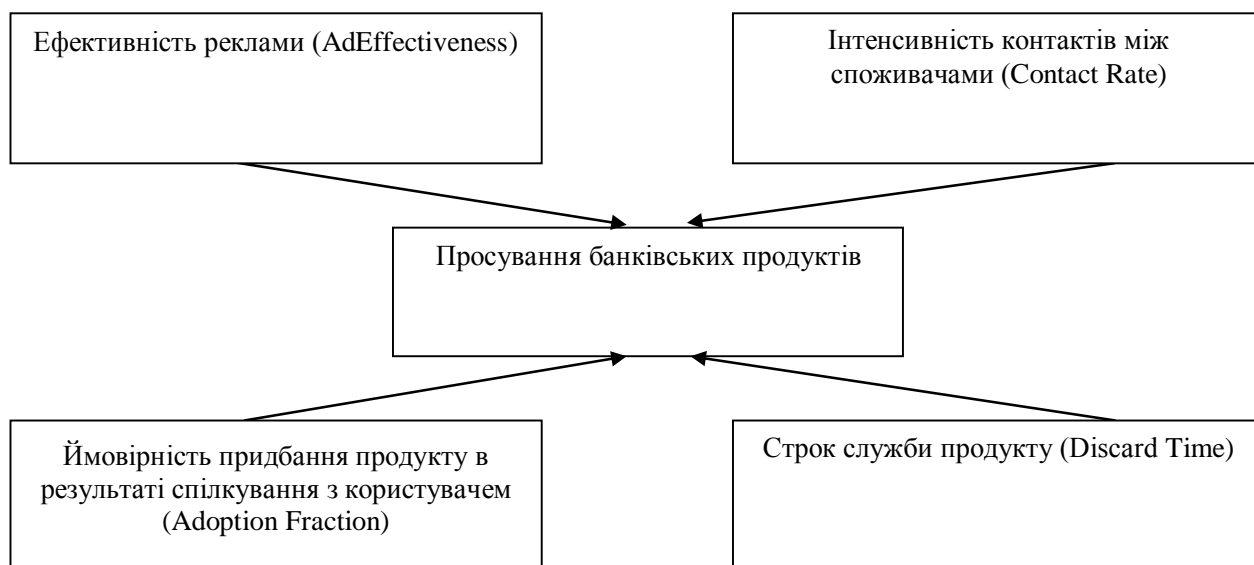 Ефективність реклами (AdEffectiveness)
Інтенсивність контактів між
споживачами (Contact Rate)
Просування банківських продуктів
Ймовірність придбання продукту в
результаті спілкування з користувачем
(Adoption Fraction)
Строк служби продукту (Discard Time)